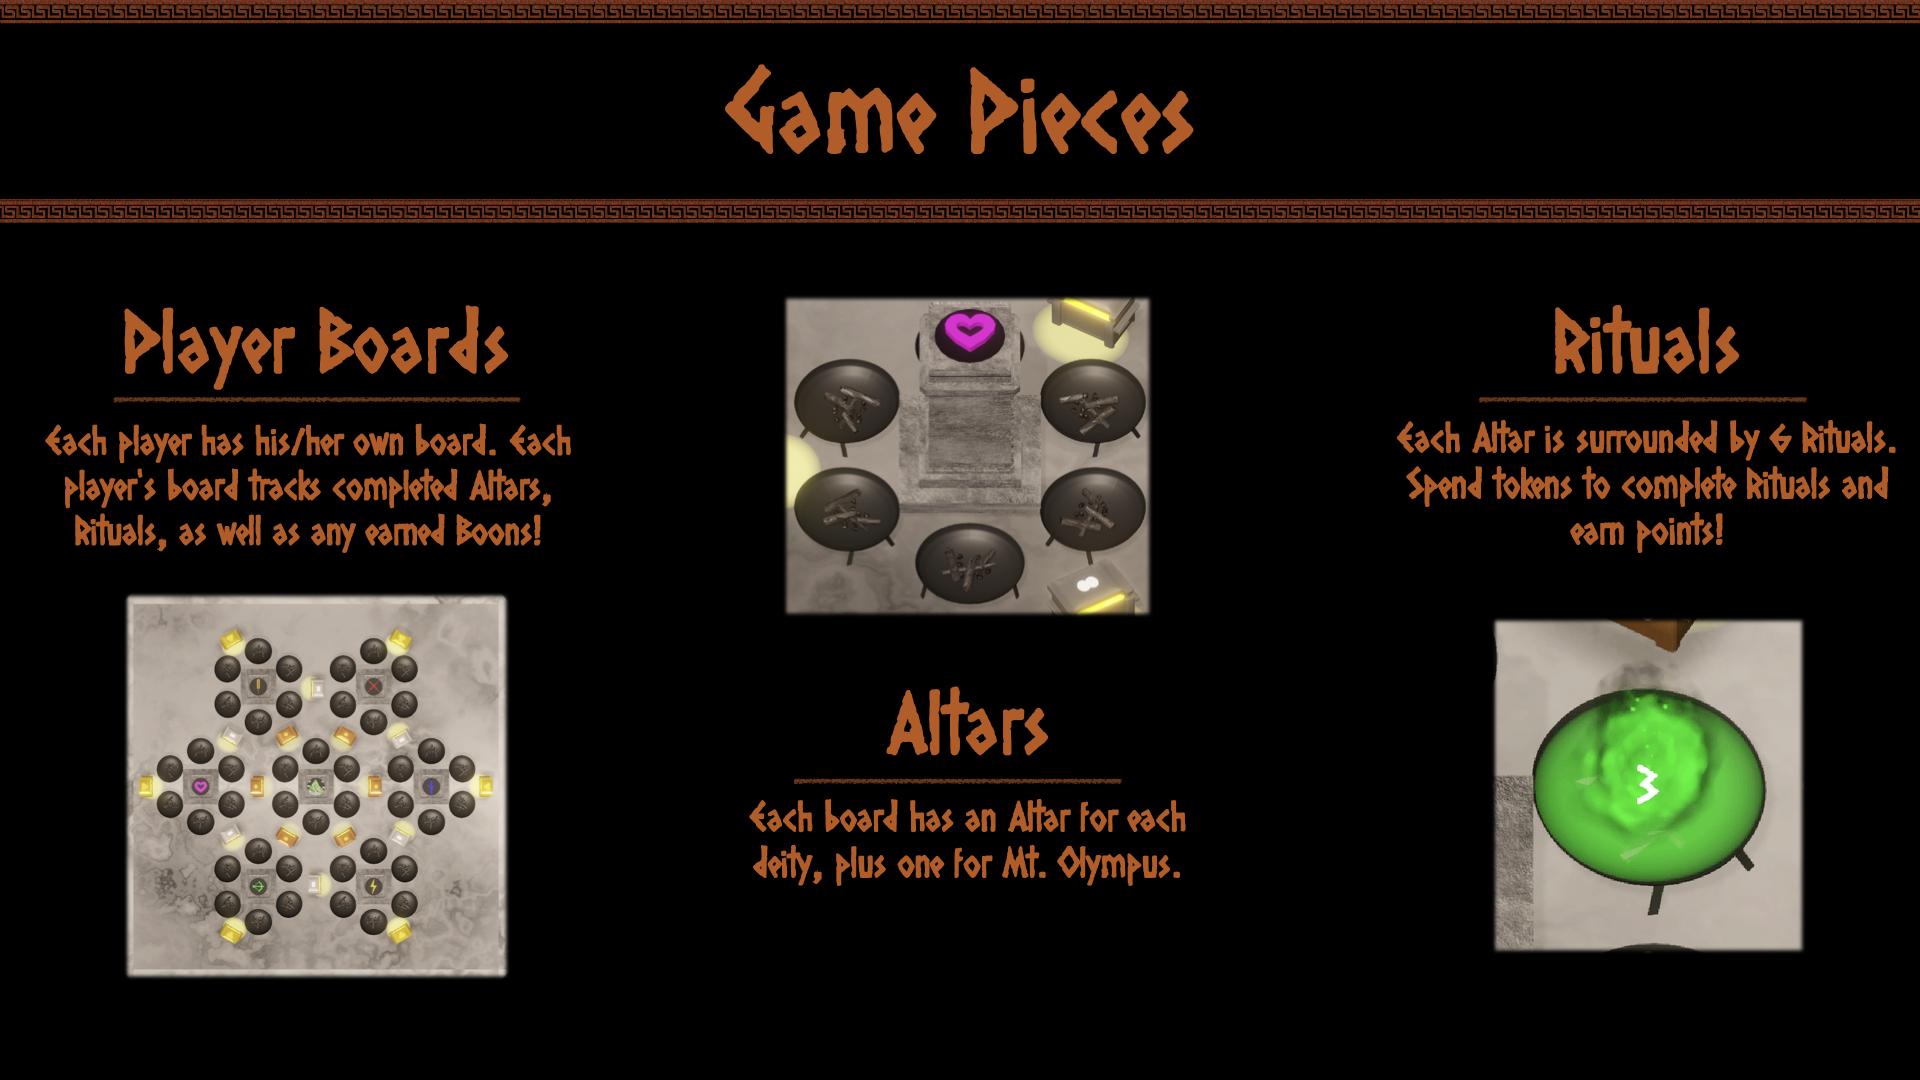 Game Pieces
Player Boards
Each player has his/her own board. Each
player's board tracks completed Altars,
Rituals, as well as any earned Boons!
Altars
Each board has an Altar for each
deity, plus one for Mt. Olympus.
Rituals
Each Altar is surrounded by 6 Rituals.
Spend tokens to complete Rituals and
earn points!
3